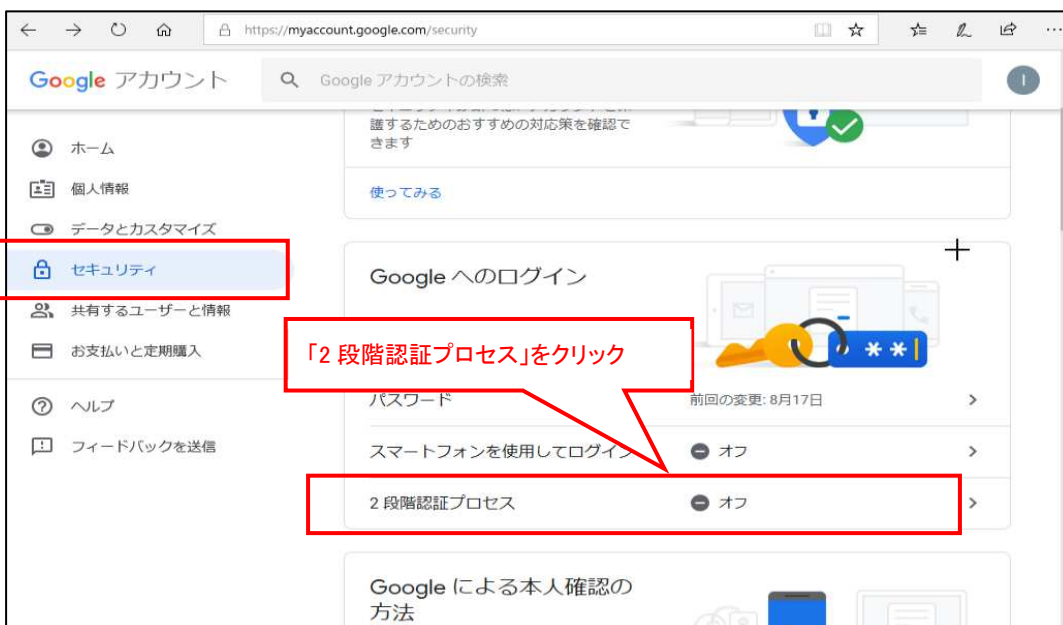 https://myaccount.google.com/security
Google アカウント
Google アカウントの検索
I
護するためのおすすめの対応策を確認で
きます
使ってみる
ホーム
個人情報
データとカスタマイズ
セキュリティ
共有するユーザーと情報
お支払いと定期購入
ヘルプ
フィードバックを送信
Google へのログイン
**
「2 段階認証プロセス」をクリック
パスワード 前回の変更: 8月17日
スマートフォンを使用してログイン オフ
2 段階認証プロセス オフ
Google による本人確認の
方法